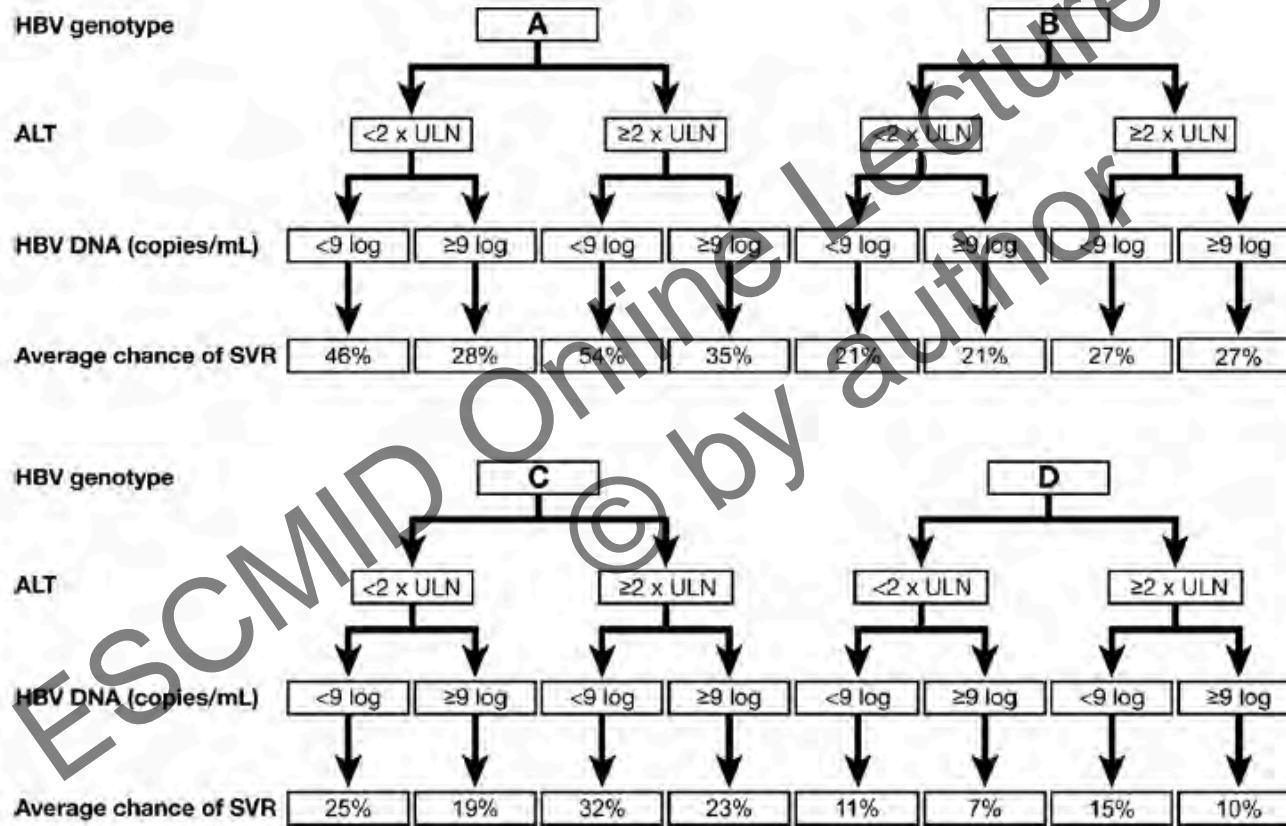 HBV genotype A B
ALT <2 x ULN ≥2 x ULN <2 x ULN ≥2 x ULN
HBV DNA (copies/mL) <9 log ≥9 log <9 log ≥9 log <9 log ≥9 log <9 log ≥9 log
Average chance of SVR 46% 28% 54% 35% 21% 21% 27% 27%
HBV genotype C D
ALT <2 x ULN ≥2 x ULN <2 x ULN ≥2 x ULN
HBV DNA (copies/mL) <9 log ≥9 log <9 log ≥9 log <9 log ≥9 log <9 log ≥9 log
Average chance of SVR 25% 19% 32% 23% 11% 7% 15% 10%
ESCMID Online Lecture
© by author